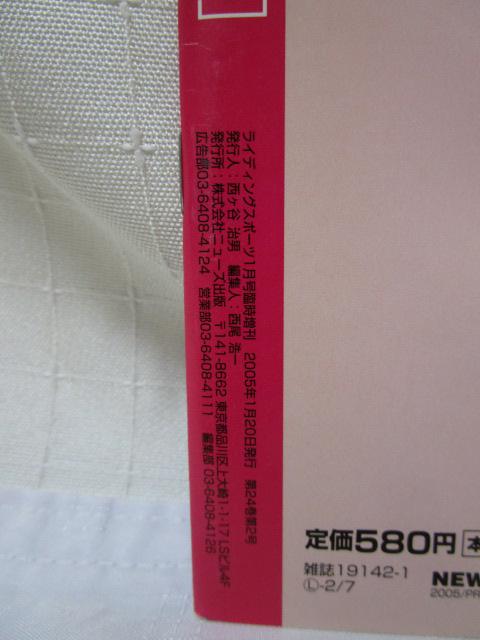 ライディングスポーツ1月号臨時増刊 2005年1月20日発行 第24巻第2号
発行人：西ヶ谷 治男 編集人：西尾 浩一
発行所：株式会社ニューズ出版 〒141-8662 東京都品川区上大崎1-1-17 LSビル4F
広告部03-6408-4124 営業部03-6408-4111 編集部 03-6408-4126
定価580円 本
雑誌19142-1
Ⓛ-2/7
NEW
2005/PR